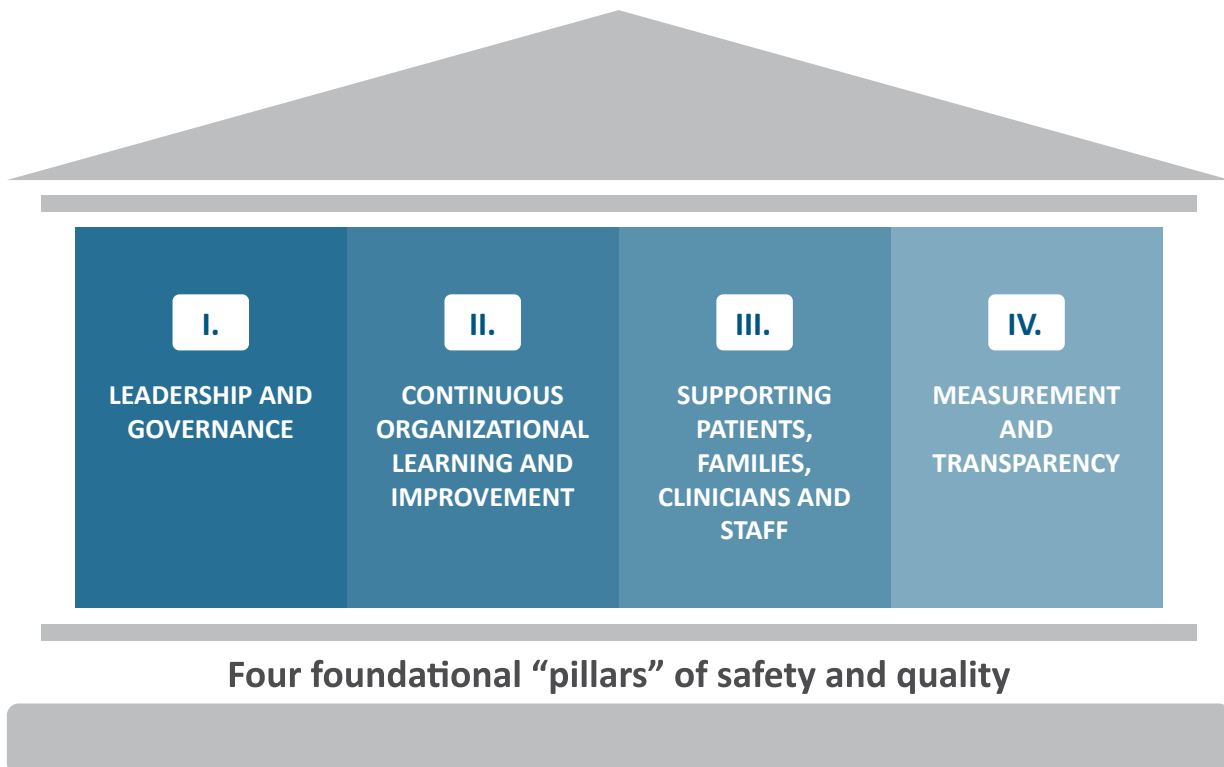 I.
LEADERSHIP AND
GOVERNANCE
II.
CONTINUOUS
ORGANIZATIONAL
LEARNING AND
IMPROVEMENT
III.
SUPPORTING
PATIENTS,
FAMILIES,
CLINICIANS AND
STAFF
IV.
MEASUREMENT
AND
TRANSPARENCY
Four foundational “pillars” of safety and quality